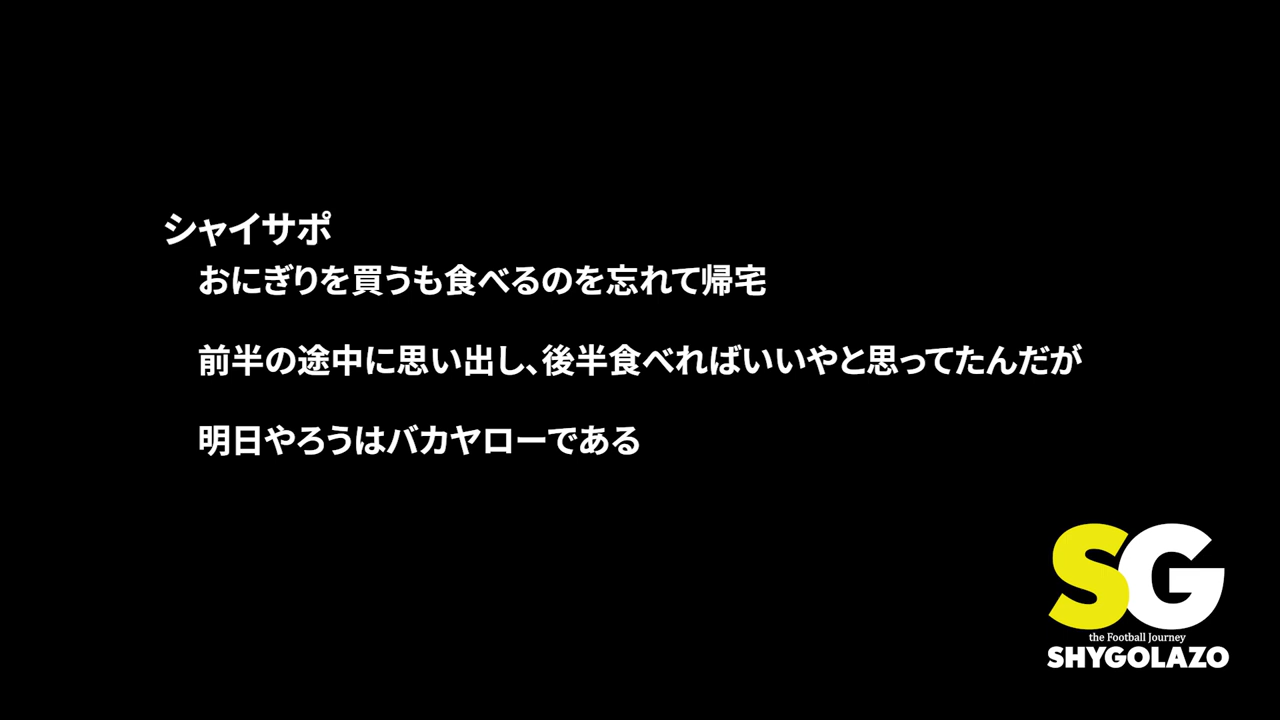 シャイサポ
おにぎりを買うも食べるのを忘れて帰宅
前半の途中に思い出し、後半食べればいいやと思ってたんだが
明日やろうはバカヤローである
SG
the Football Journey
SHYGOLAZO